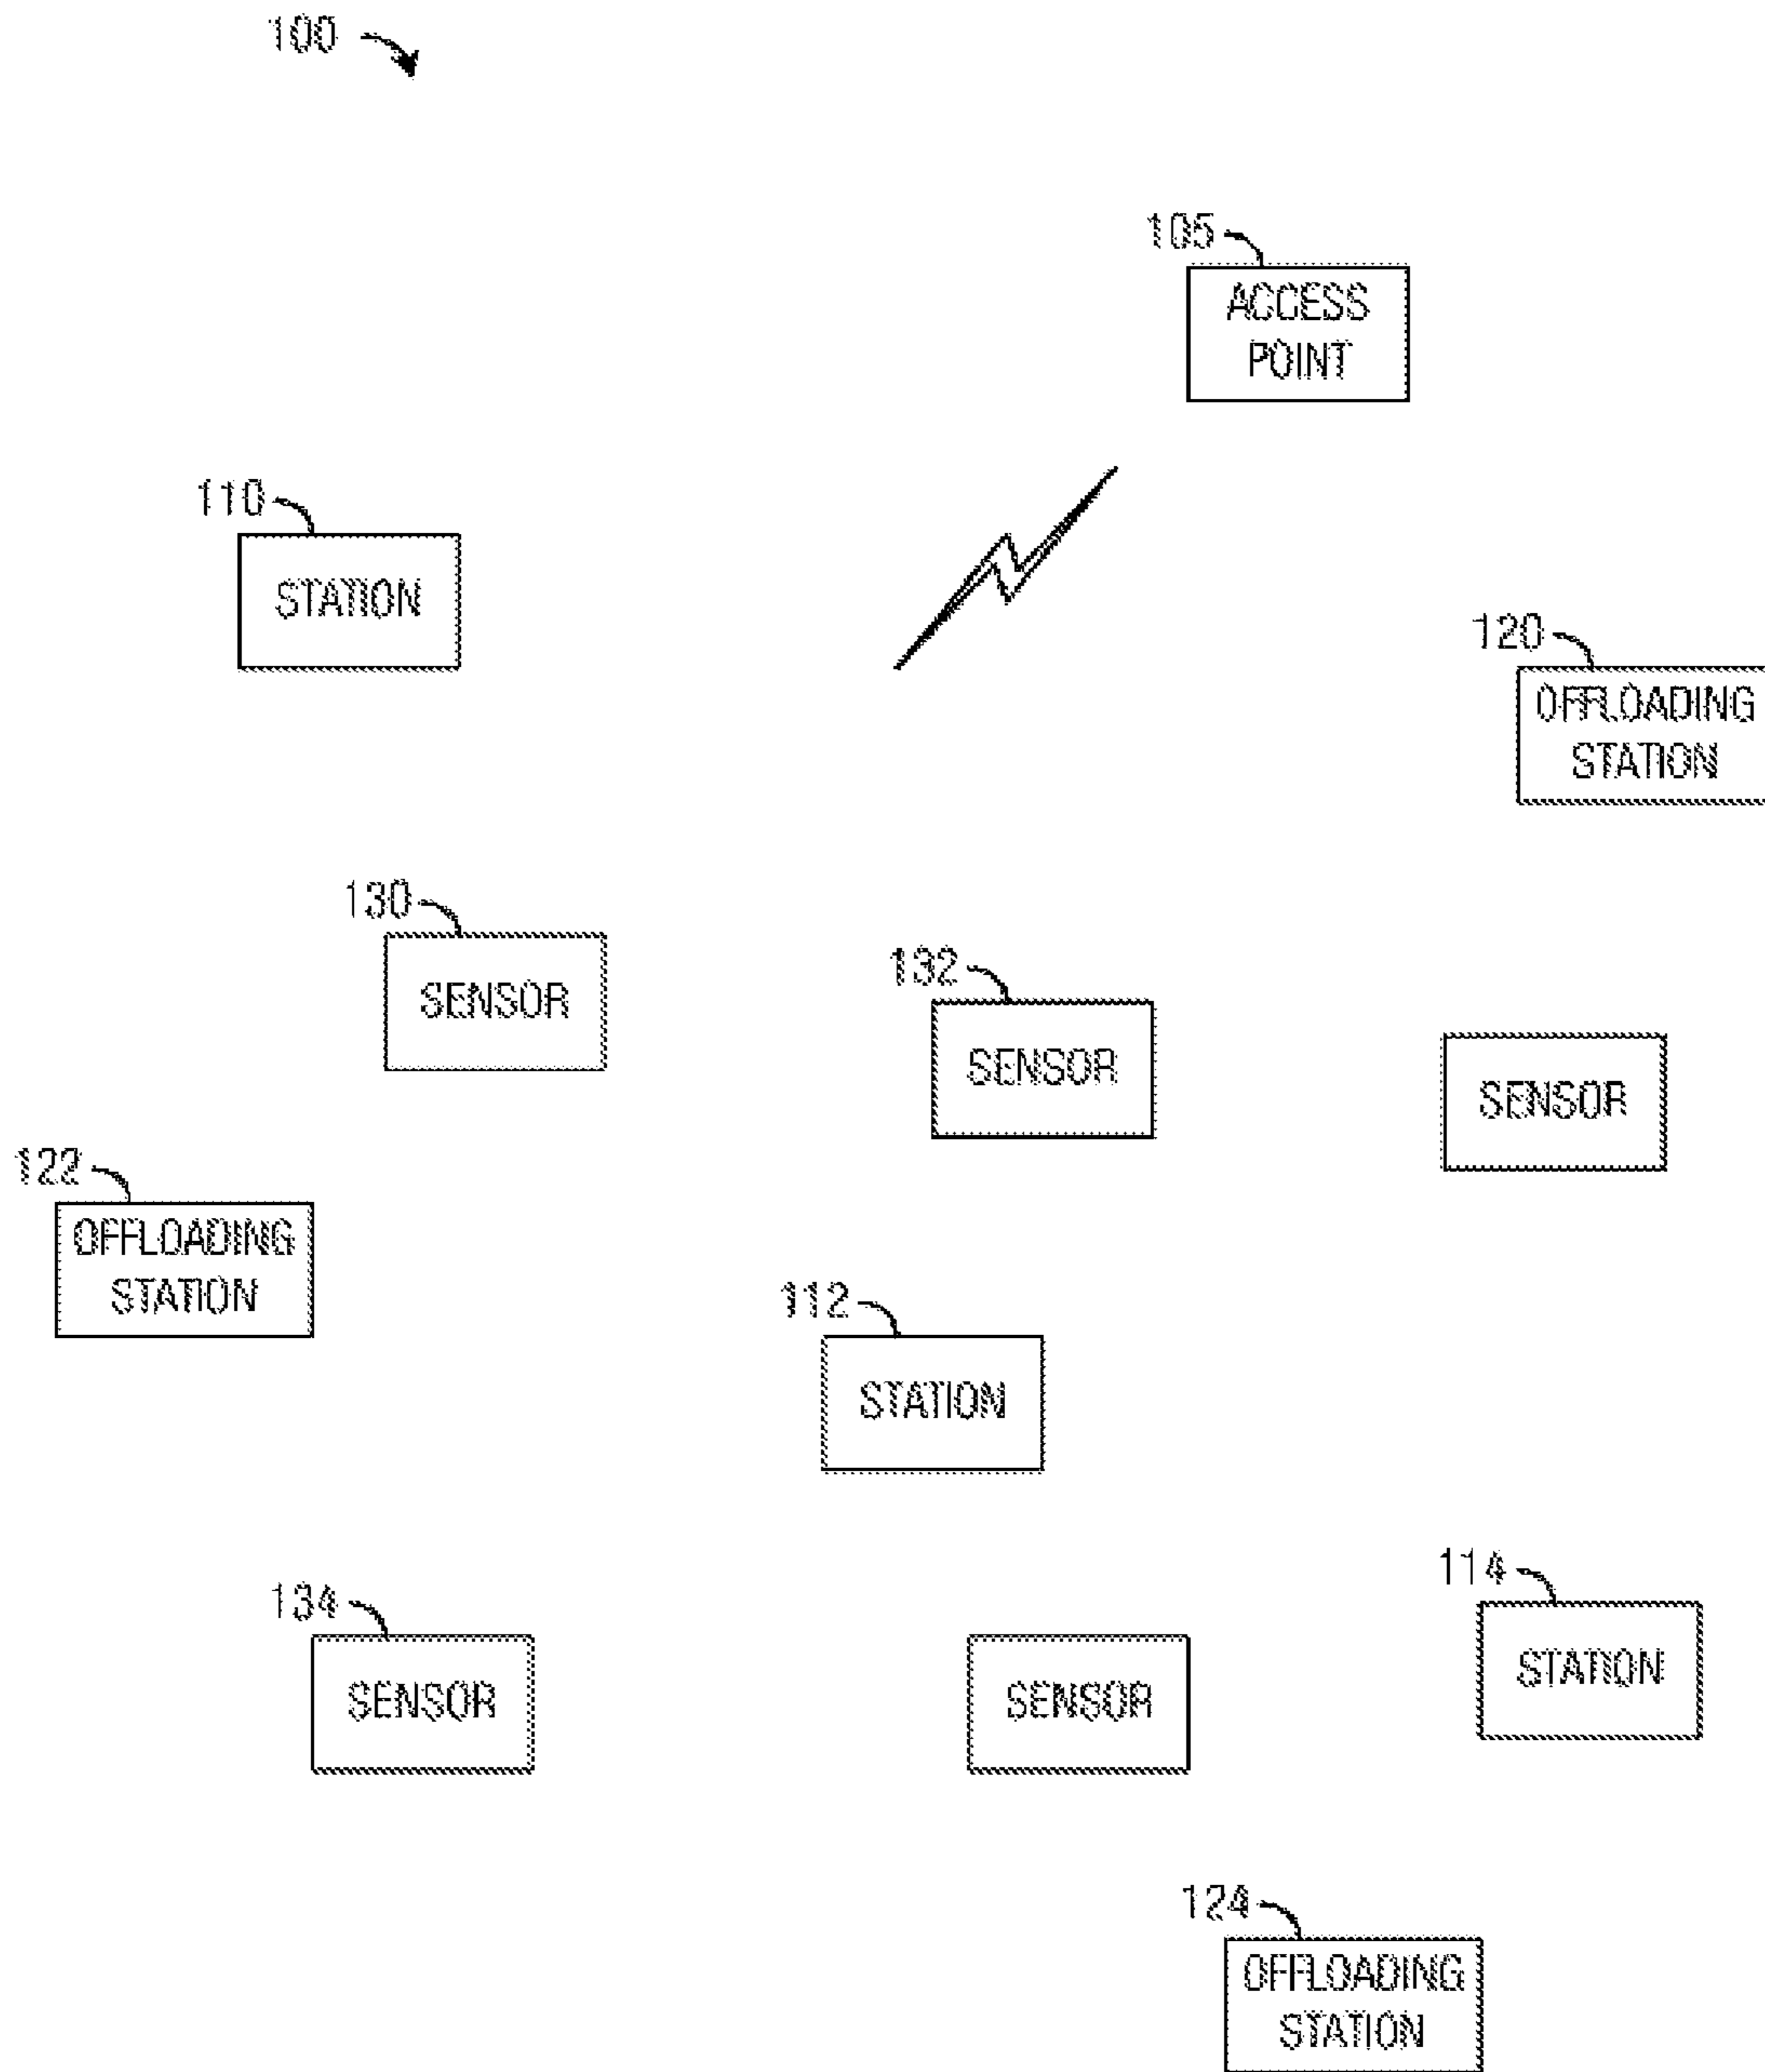 100
105
ACCESS
POINT
110
STATION
120
OFFLOADING
STATION
130
SENSOR
132
SENSOR
SENSOR
122
OFFLOADING
STATION
112
STATION
114
STATION
134
SENSOR
SENSOR
124
OFFLOADING
STATION